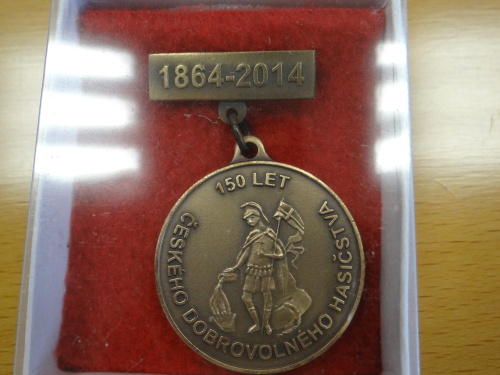 1864-2014
150 LET
ČESKÉHO DOBROVOLNÉHO HASIČSTVA